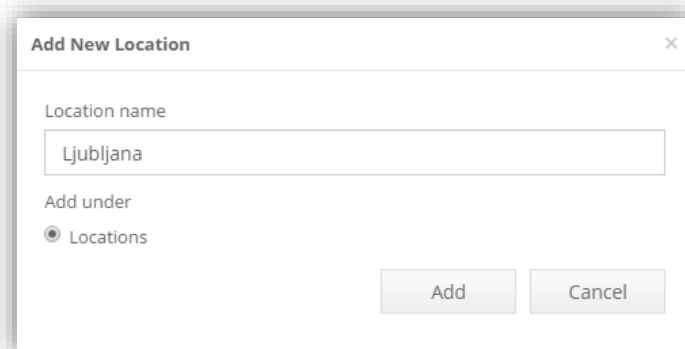 Add New Location ×
Location name
Ljubljana
Add under
Locations
Add Cancel